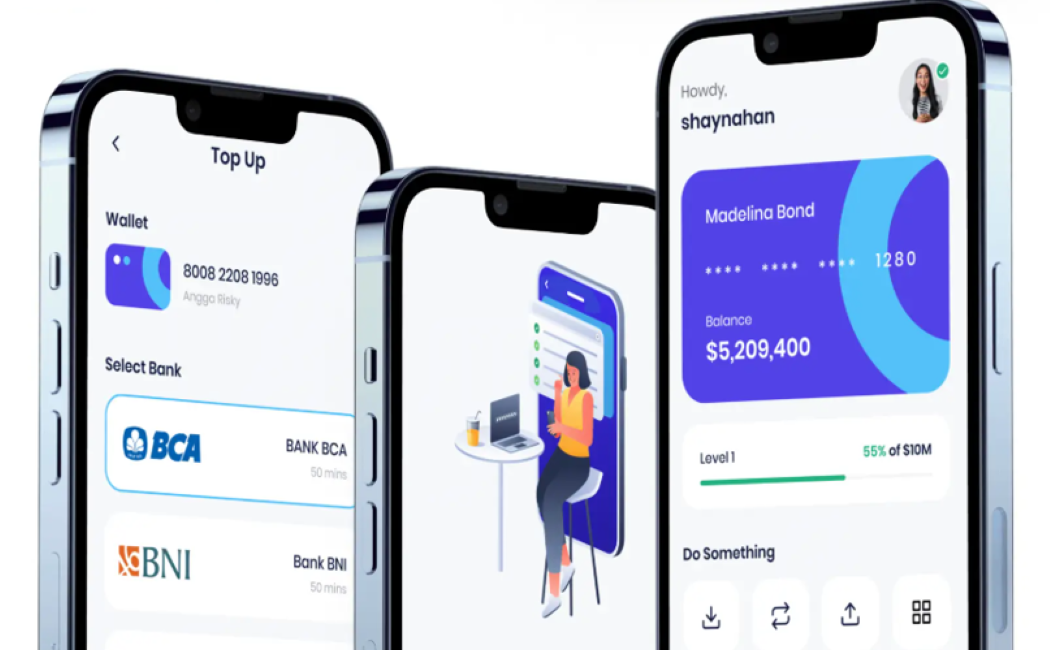 Top Up
Wallet
8008 2208 1996
Angga Risky
Select Bank
BCA
BANK BCA
50 mins
BNI
Bank BNI
50 mins
Howdy,
shaynahan
Madelina Bond
**** **** **** 1280
Balance
$5,209,400
Level 1
55% of $10M
Do Something